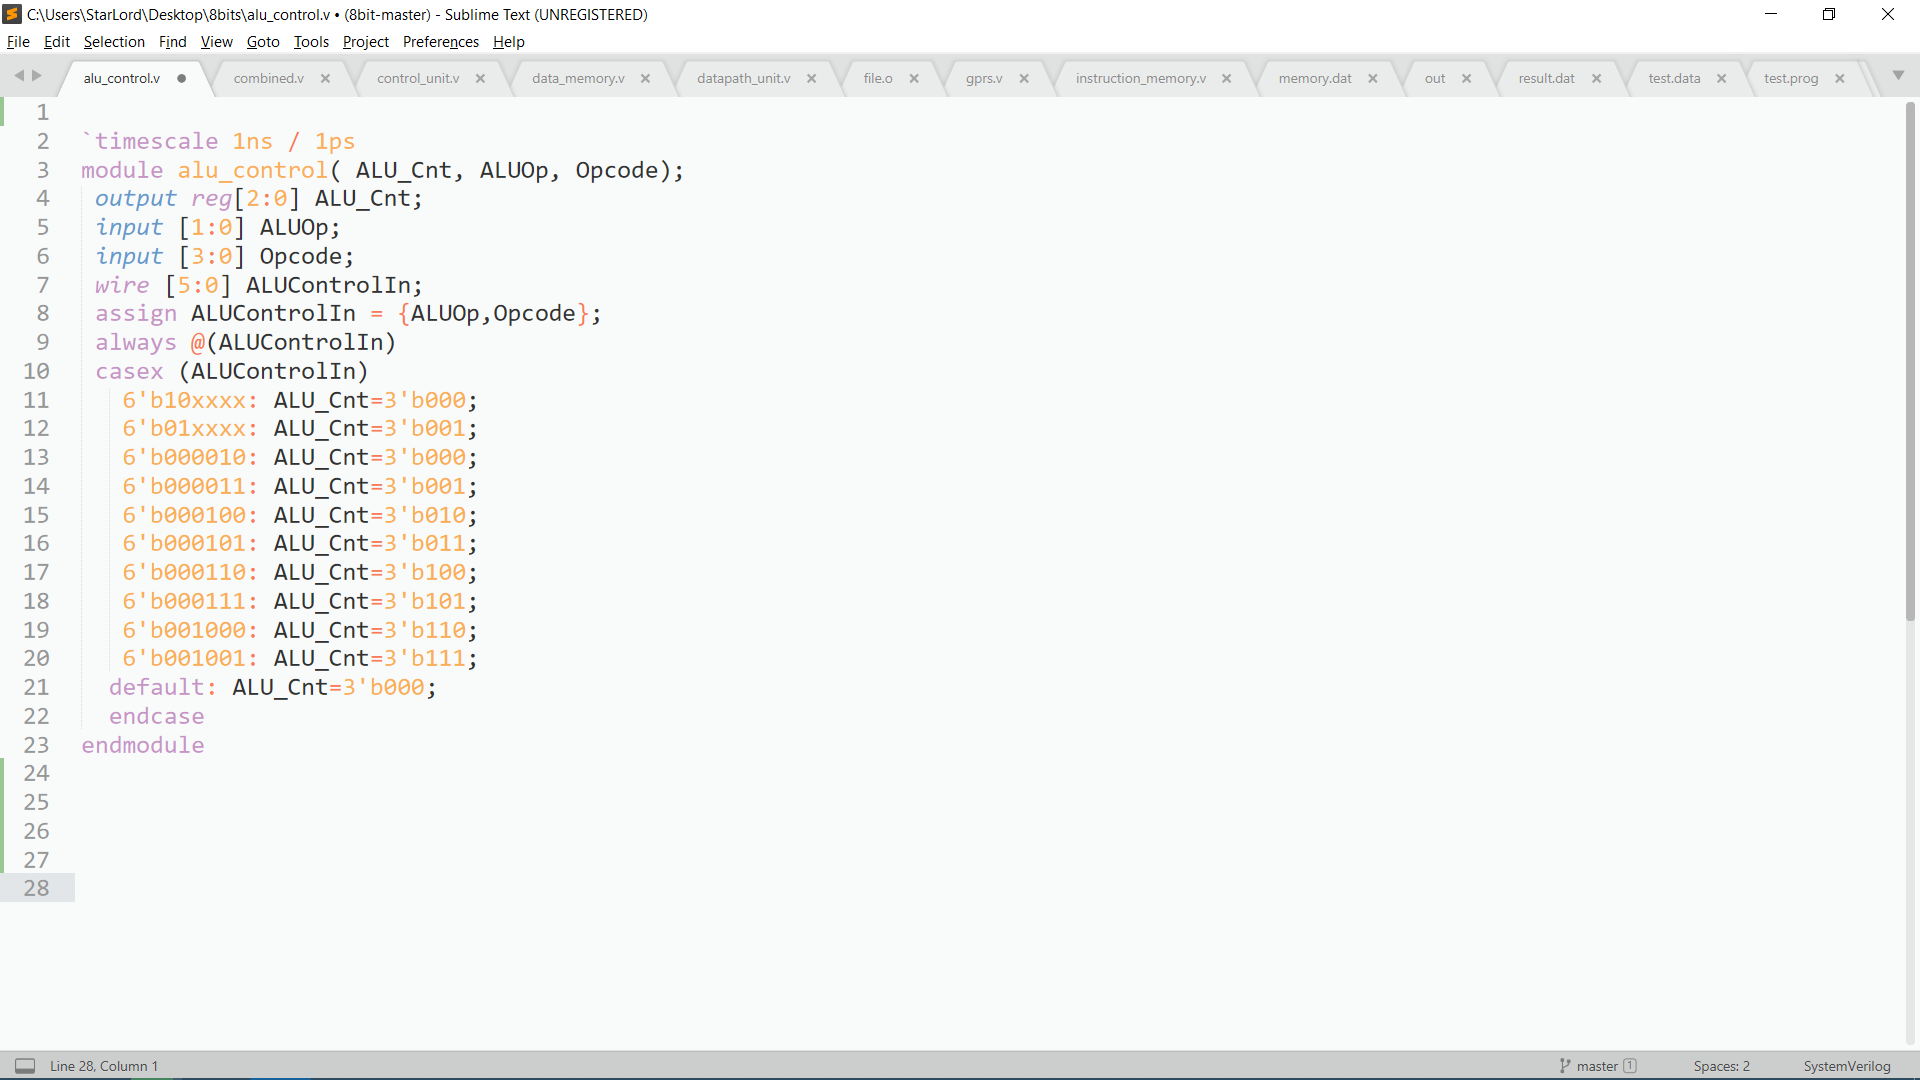 C:\Users\StarLord\Desktop\8bits\alu_control.v • (8bit-master) - Sublime Text (UNREGISTERED)
File Edit Selection Find View Goto Tools Project Preferences Help
alu_control.v combined.v control_unit.v data_memory.v datapath_unit.v file.o gprs.v instruction_memory.v memory.dat out result.dat test.data test.prog
1
2 `timescale 1ns / 1ps
3 module alu_control( ALU_Cnt, ALUOp, Opcode);
4 output reg[2:0] ALU_Cnt;
5 input [1:0] ALUOp;
6 input [3:0] Opcode;
7 wire [5:0] ALUControlIn;
8 assign ALUControlIn = {ALUOp,Opcode};
9 always @(ALUControlIn)
10 casex (ALUControlIn)
11 6'b10xxxx: ALU_Cnt=3'b000;
12 6'b01xxxx: ALU_Cnt=3'b001;
13 6'b000010: ALU_Cnt=3'b000;
14 6'b000011: ALU_Cnt=3'b001;
15 6'b000100: ALU_Cnt=3'b010;
16 6'b000101: ALU_Cnt=3'b011;
17 6'b000110: ALU_Cnt=3'b100;
18 6'b000111: ALU_Cnt=3'b101;
19 6'b001000: ALU_Cnt=3'b110;
20 6'b001001: ALU_Cnt=3'b111;
21 default: ALU_Cnt=3'b000;
22 endcase
23 endmodule
24
25
26
27
28
Line 28, Column 1 master 1 Spaces: 2 SystemVerilog